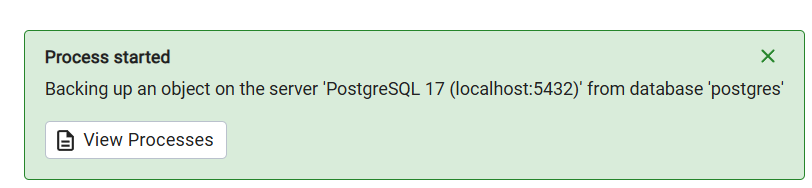 Process started
Backing up an object on the server 'PostgreSQL 17 (localhost:5432)' from database 'postgres'
View Processes